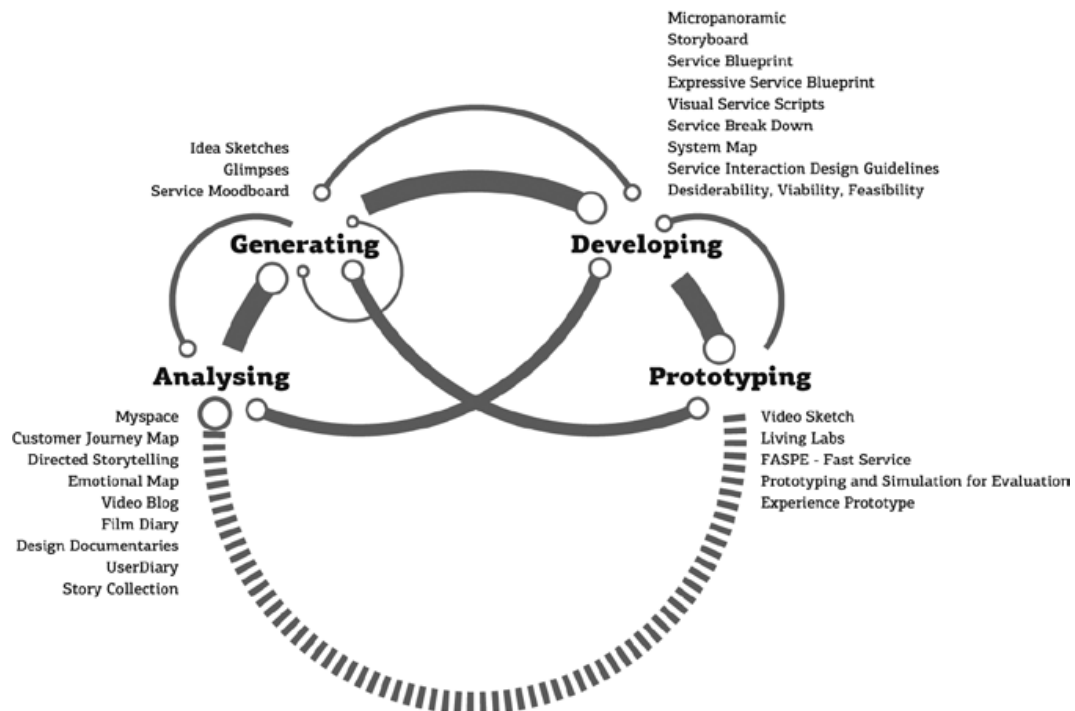 Micropanoramic
Storyboard
Service Blueprint
Expressive Service Blueprint
Visual Service Scripts
Service Break Down
System Map
Service Interaction Design Guidelines
Desiderability, Viability, Feasibility
Idea Sketches
Glimpses
Service Moodboard
Generating
Developing
Analysing
Prototyping
Myspace
Customer Journey Map
Directed Storytelling
Emotional Map
Video Blog
Film Diary
Design Documentaries
UserDiary
Story Collection
Video Sketch
Living Labs
FASPE - Fast Service
Prototyping and Simulation for Evaluation
Experience Prototype